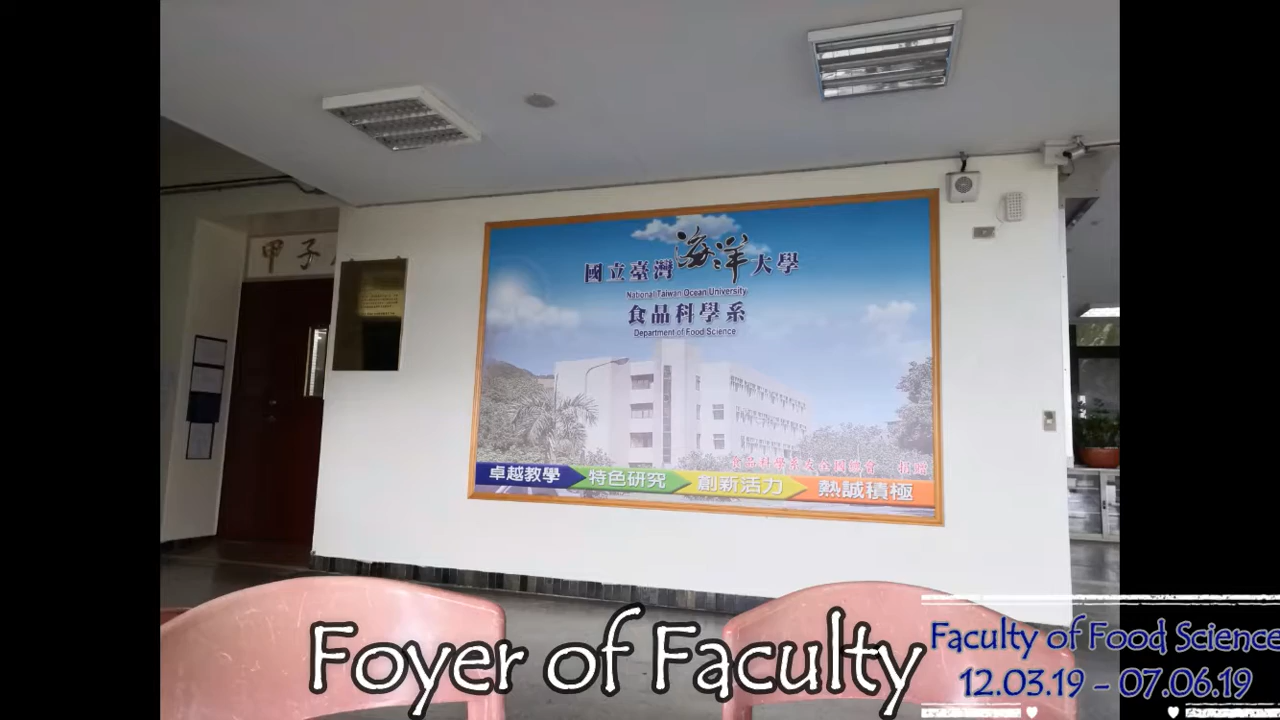 甲子
國立臺灣海洋大學
National Taiwan Ocean University
食品科學系
Department of Food Science
卓越教學 特色研究 創新活力 熱誠積極
Foyer of Faculty
Faculty of Food Science
12.03.19 - 07.06.19